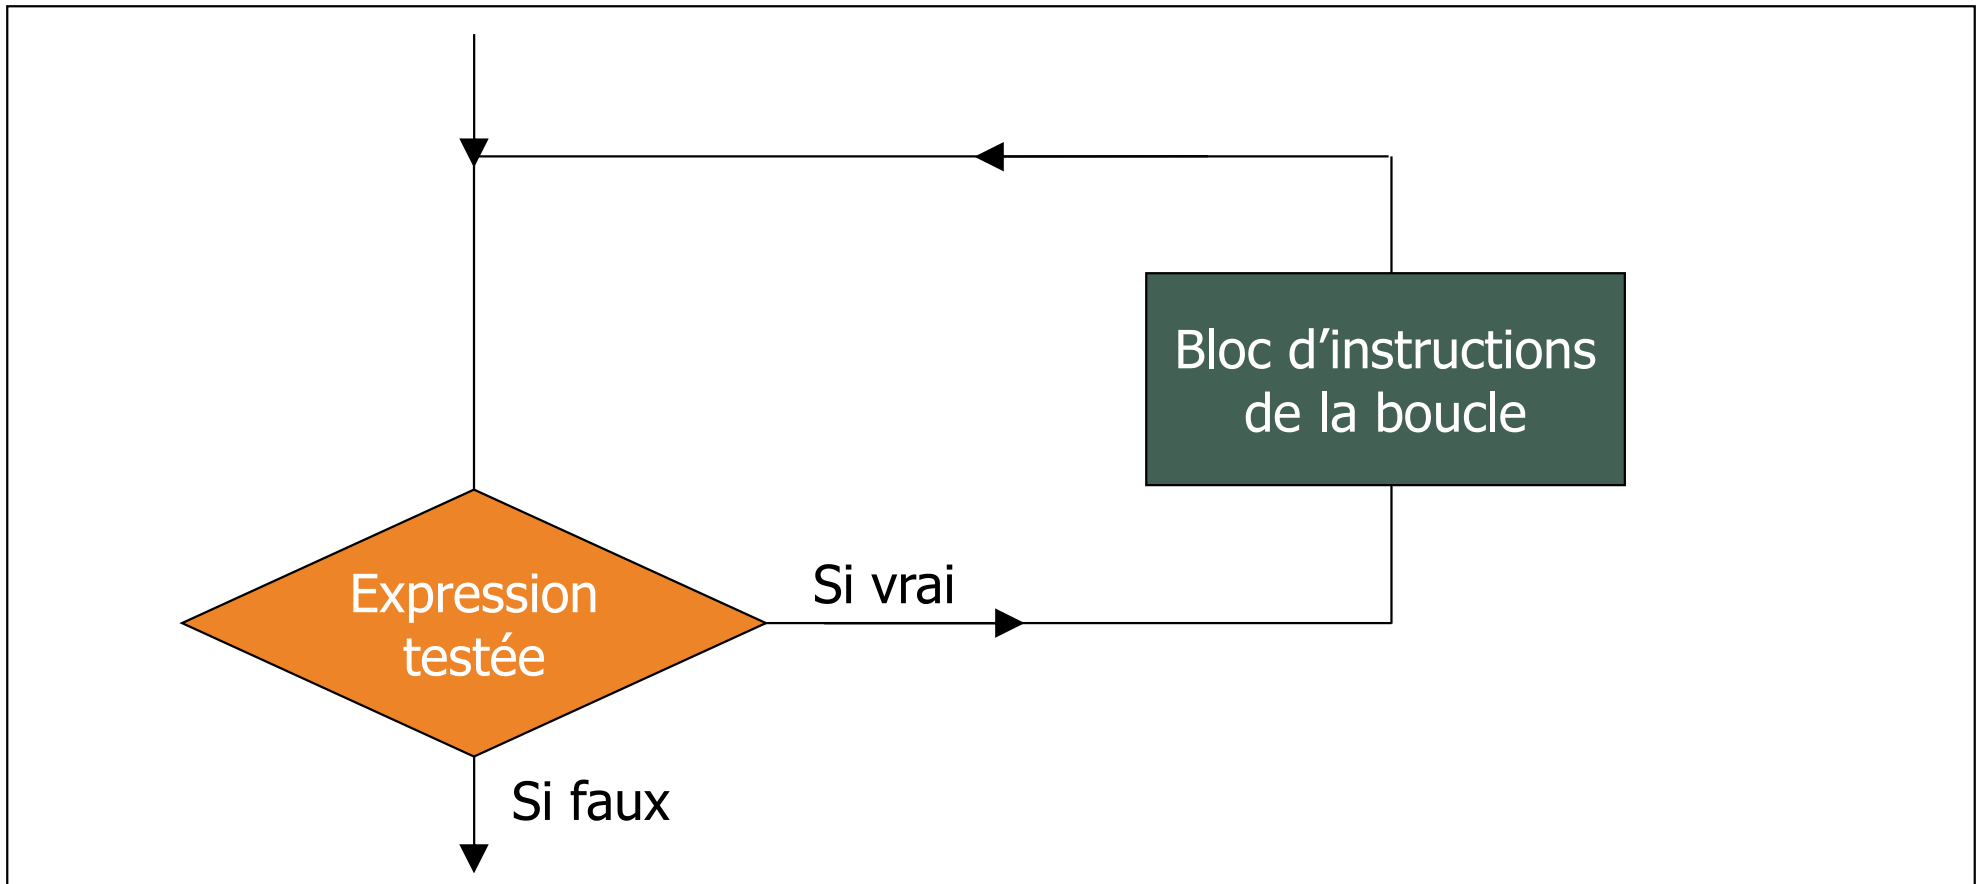 Bloc d’instructions
de la boucle
Expression
testée
Si vrai
Si faux